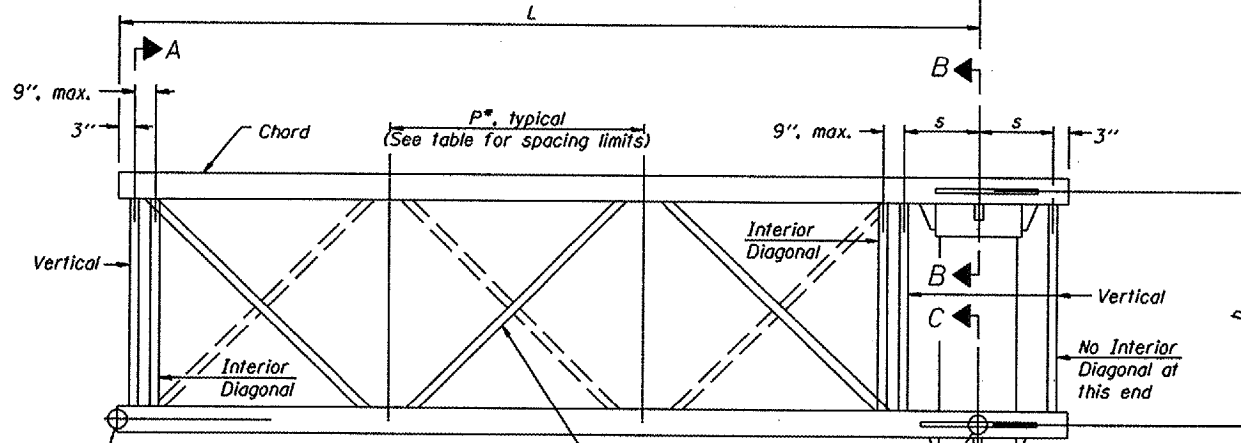 L
A
B
9", max.
3"
Chord
P*, typical
(See table for spacing limits)
9", max.
s
s
3"
Interior
Diagonal
Vertical
B
Vertical
C
No Interior
Diagonal at
this end
Interior
Diagonal